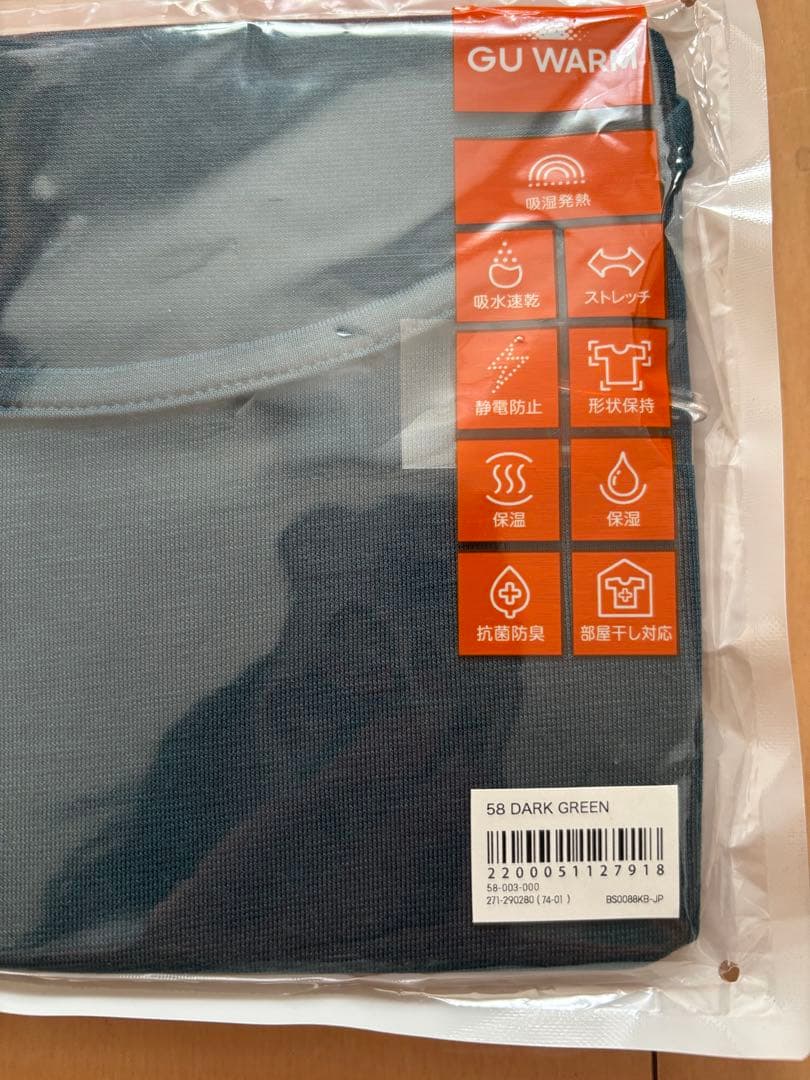 GU WARM
吸湿発熱
吸水速乾
ストレッチ
静電防止
形状保持
保温
保湿
抗菌防臭
部屋干し対応
58 DARK GREEN
2200051127918
58-003-000
271-290280 (74-01) BS0088KB-JP